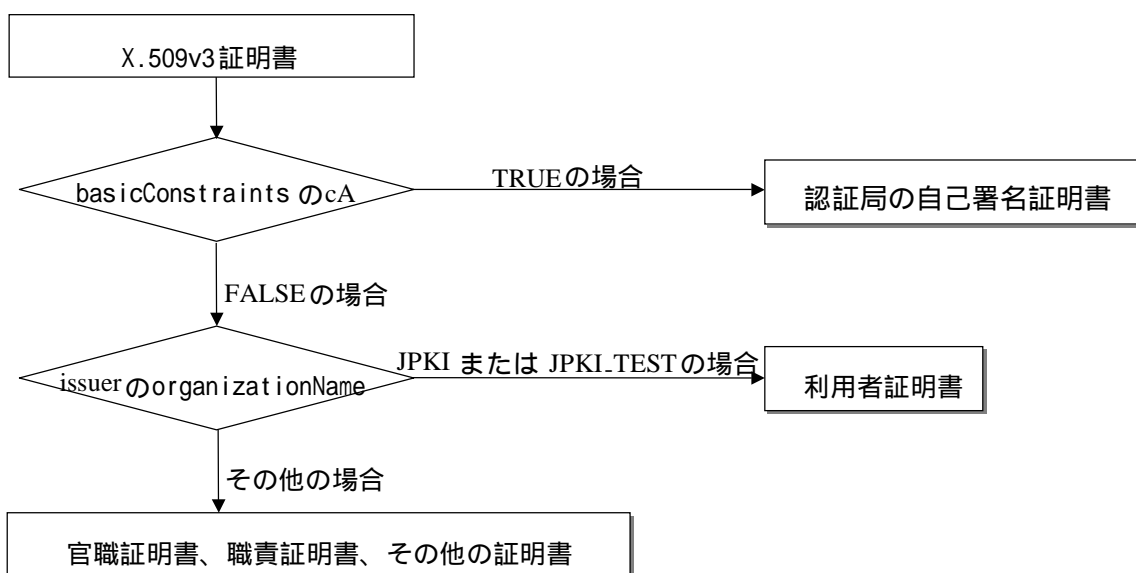 X.509v3証明書
basicConstraints のcA
TRUEの場合
認証局の自己署名証明書
FALSEの場合
issuerのorganizationName
JPKI または JPKI_TESTの場合
利用者証明書
その他の場合
官職証明書、職責証明書、その他の証明書